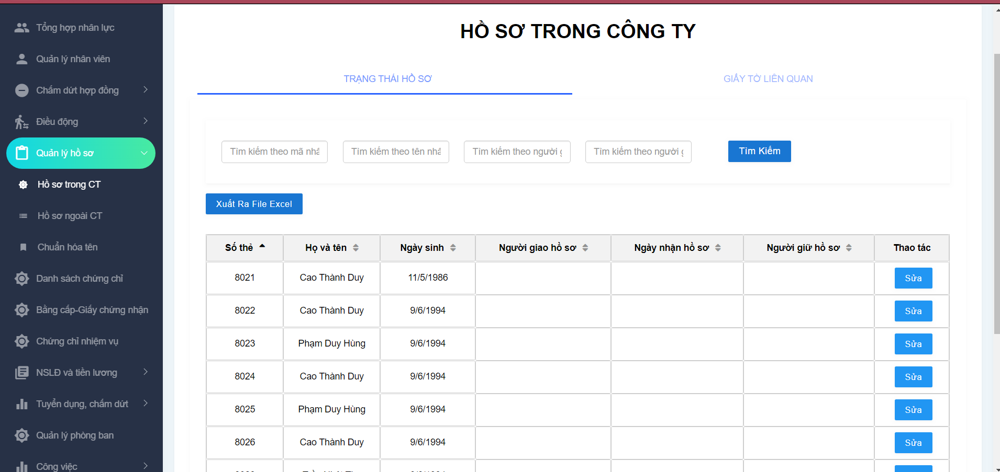 Tổng hợp nhân lực
Quản lý nhân viên
Chấm dứt hợp đồng
Điều động
Quản lý hồ sơ
Hồ sơ trong CT
Hồ sơ ngoài CT
Chuẩn hóa tên
Danh sách chứng chỉ
Bằng cấp-Giấy chứng nhận
Chứng chỉ nhiệm vụ
NSLĐ và tiền lương
Tuyển dụng, chấm dứt
Quản lý phòng ban
Công việc
HỒ SƠ TRONG CÔNG TY
TRẠNG THÁI HỒ SƠ GIẤY TỜ LIÊN QUAN
Tìm kiếm theo mã nhâ Tìm kiếm theo tên nhâ Tìm kiếm theo người g Tìm kiếm theo người g Tìm Kiếm
Xuất Ra File Excel
Số thẻ Họ và tên Ngày sinh Người giao hồ sơ Ngày nhận hồ sơ Người giữ hồ sơ Thao tác
8021 Cao Thành Duy 11/5/1986 Sửa
8022 Cao Thành Duy 9/6/1994 Sửa
8023 Phạm Duy Hùng 9/6/1994 Sửa
8024 Cao Thành Duy 9/6/1994 Sửa
8025 Phạm Duy Hùng 9/6/1994 Sửa
8026 Cao Thành Duy 9/6/1994 Sửa